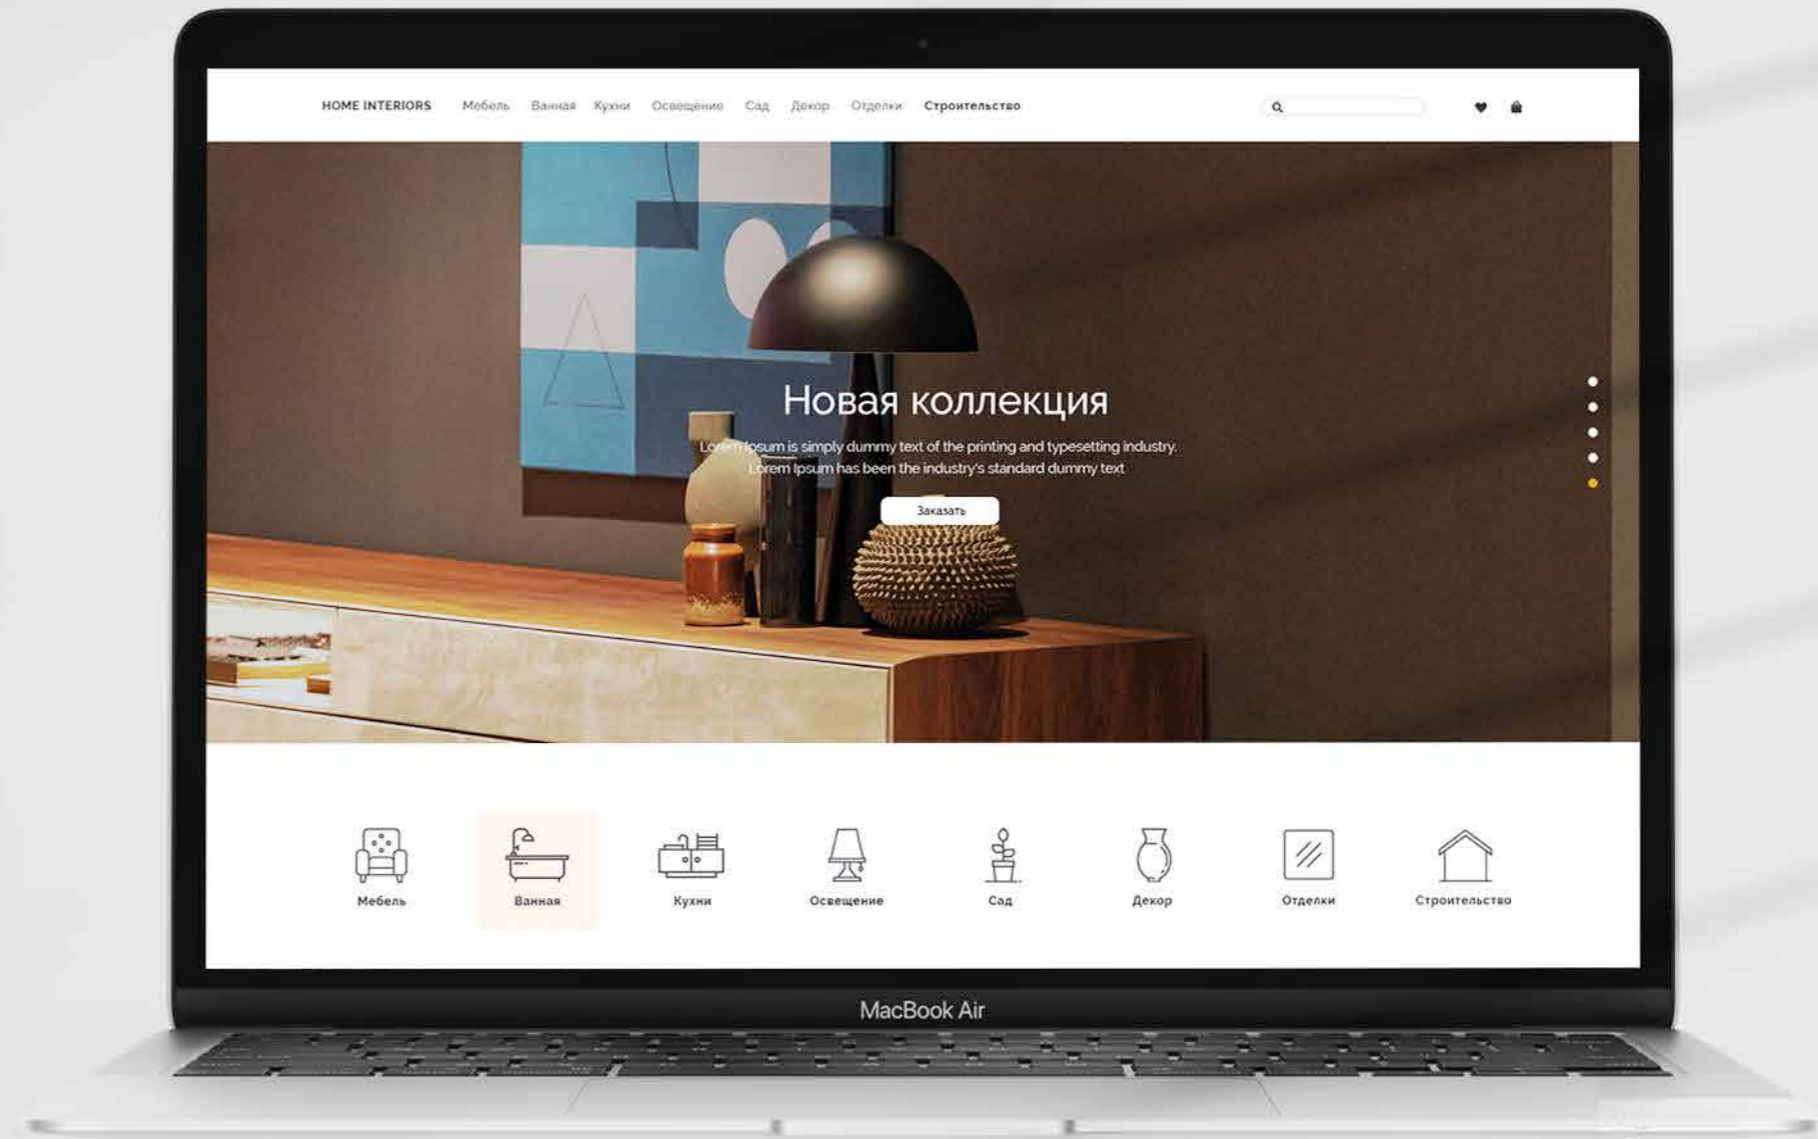 HOME INTERIORS Мебель Ванная Кухни Освещение Сад Декор Отделки Строительство
Новая коллекция
Lorem Ipsum is simply dummy text of the printing and typesetting industry.
Lorem Ipsum has been the industry's standard dummy text
Заказать
Мебель Ванная Кухни Освещение Сад Декор Отделки Строительство
MacBook Air